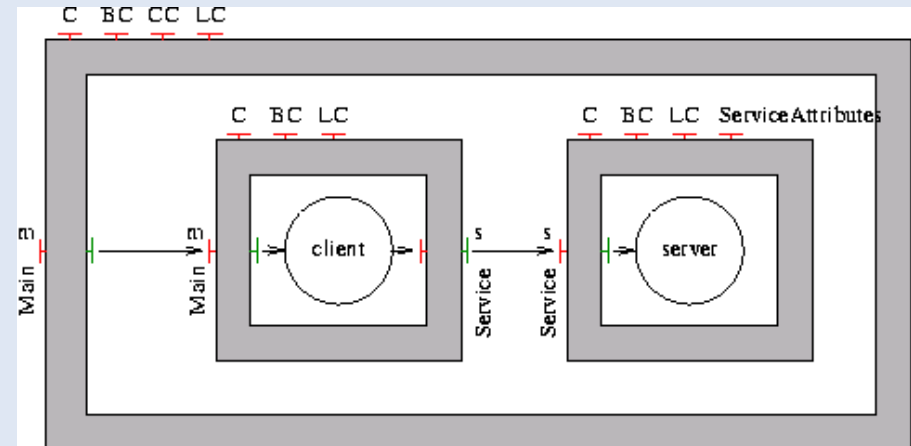 C BC CC LC
C BC LC
C BC LC ServiceAttributes
m
Main
m
Main
client
s
Service
s
Service
server